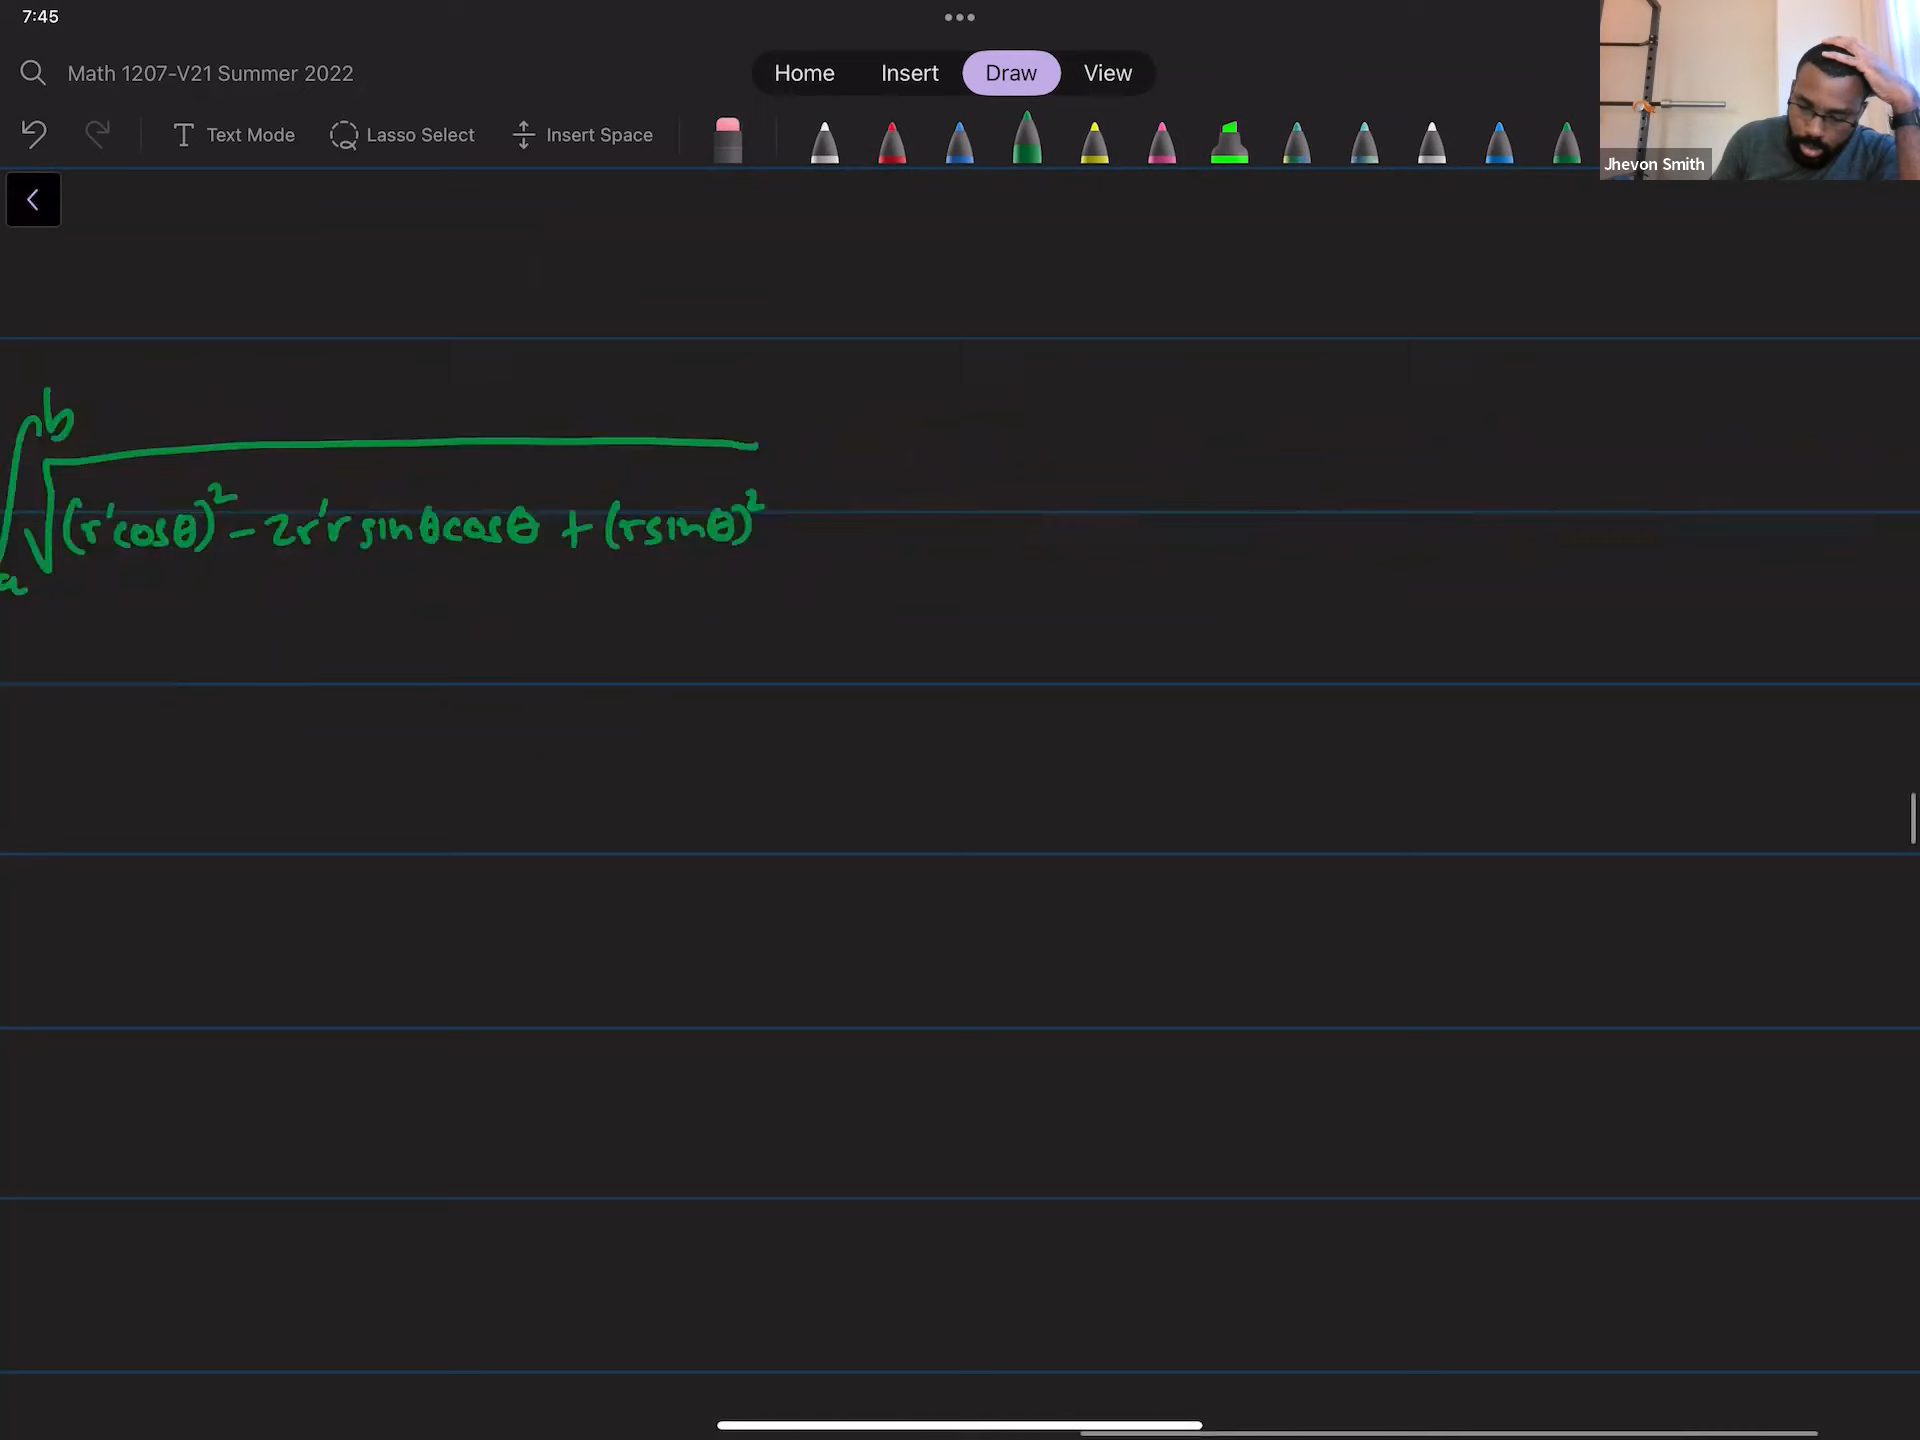 7:45
Math 1207-V21 Summer 2022
Home Insert Draw View
Text Mode Lasso Select Insert Space
Jhevon Smith
∫ₐᵇ √((r'cosθ)² - 2r'r sinθcosθ + (rsinθ)²